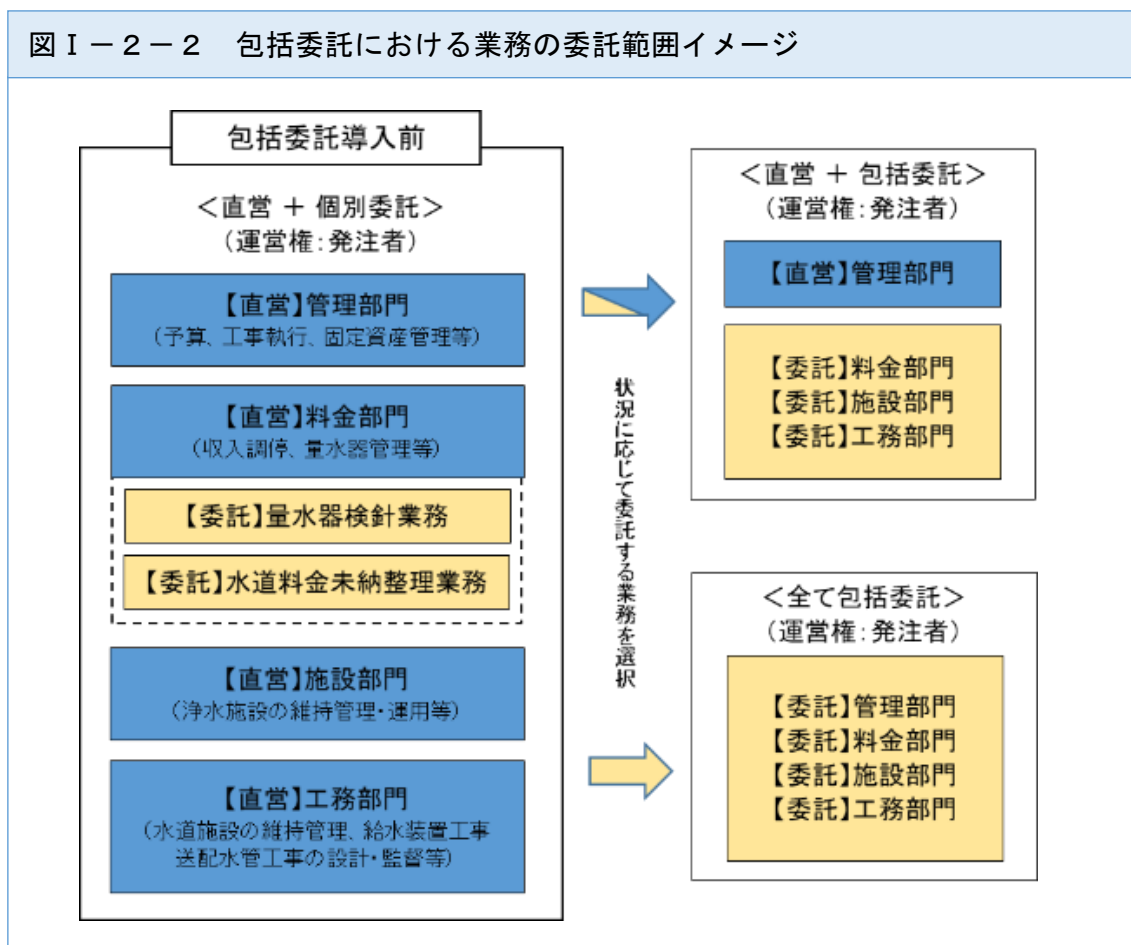 図Ⅰ－２－２　包括委託における業務の委託範囲イメージ
包括委託導入前
＜直営 ＋ 個別委託＞
（運営権：発注者）
【直営】管理部門
（予算、工事執行、固定資産管理等）
【直営】料金部門
（収入調停、量水器管理等）
【委託】量水器検針業務
【委託】水道料金未納整理業務
【直営】施設部門
（浄水施設の維持管理・運用等）
【直営】工務部門
（水道施設の維持管理、給水装置工事
送配水管工事の設計・監督等）
状況に応じて委託する業務を選択
＜直営 ＋ 包括委託＞
（運営権：発注者）
【直営】管理部門
【委託】料金部門
【委託】施設部門
【委託】工務部門
＜全て包括委託＞
（運営権：発注者）
【委託】管理部門
【委託】料金部門
【委託】施設部門
【委託】工務部門